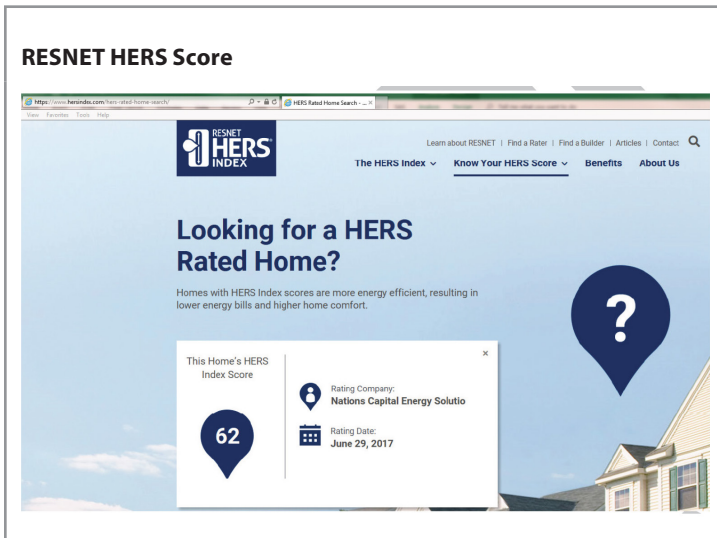 RESNET HERS Score
https://www.hersindex.com/hers-rated-home-search/
HERS Rated Home Search - ...
View Favorites Tools Help
RESNET
HERS
INDEX
Learn about RESNET | Find a Rater | Find a Builder | Articles | Contact
The HERS Index Know Your HERS Score Benefits About Us
Looking for a HERS
Rated Home?
Homes with HERS Index scores are more energy efficient, resulting in
lower energy bills and higher home comfort.
?
This Home's HERS
Index Score
62
Rating Company:
Nations Capital Energy Solutio
Rating Date:
June 29, 2017